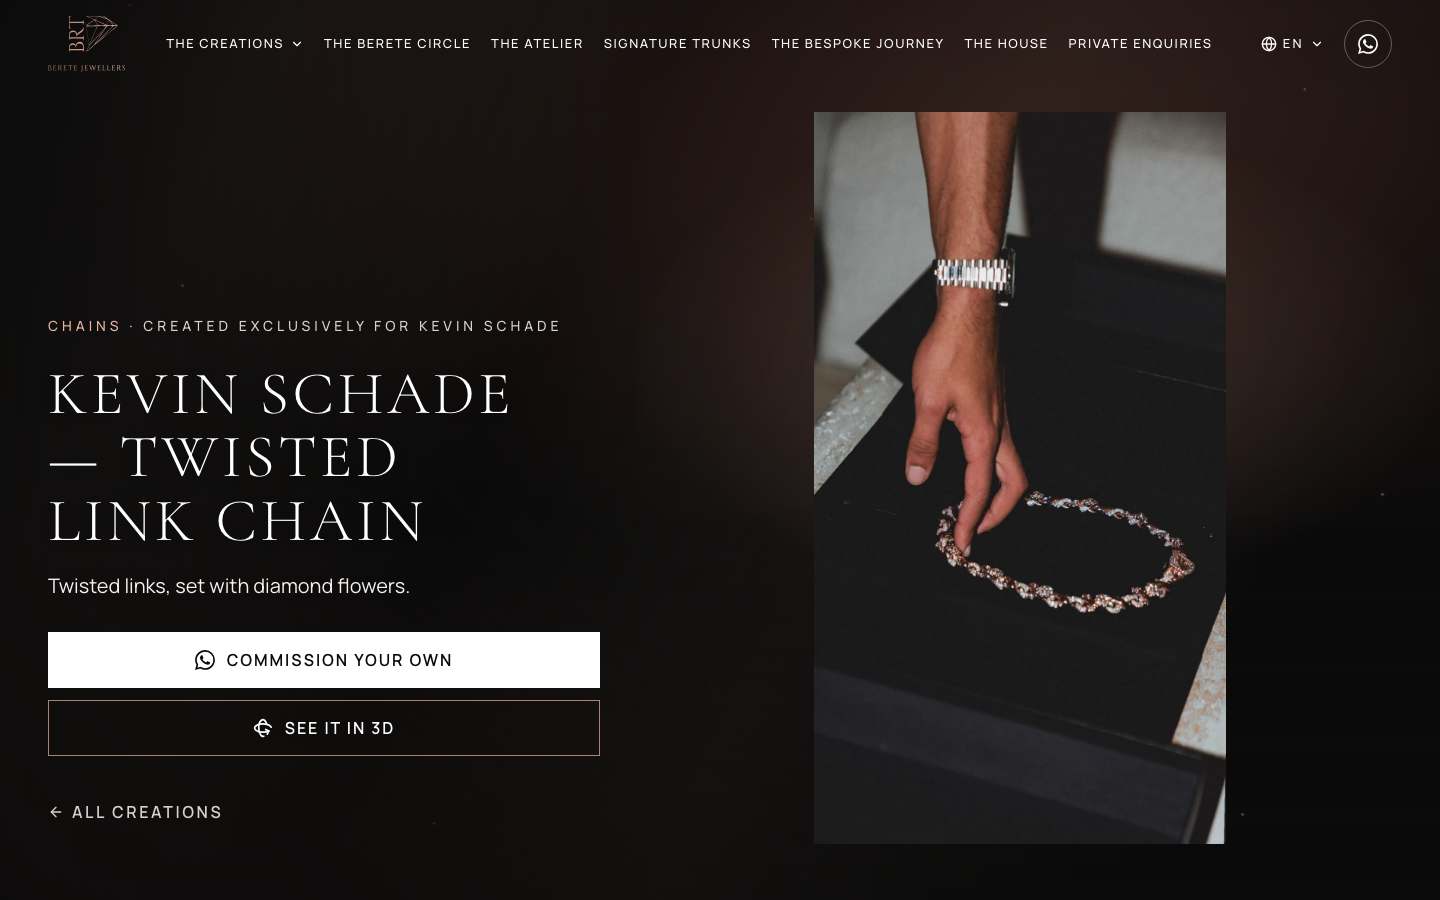 BRT
BERETE JEWELLERS
THE CREATIONS
THE BERETE CIRCLE
THE ATELIER
SIGNATURE TRUNKS
THE BESPOKE JOURNEY
THE HOUSE
PRIVATE ENQUIRIES
EN
CHAINS · CREATED EXCLUSIVELY FOR KEVIN SCHADE
KEVIN SCHADE
— TWISTED
LINK CHAIN
Twisted links, set with diamond flowers.
COMMISSION YOUR OWN
SEE IT IN 3D
← ALL CREATIONS